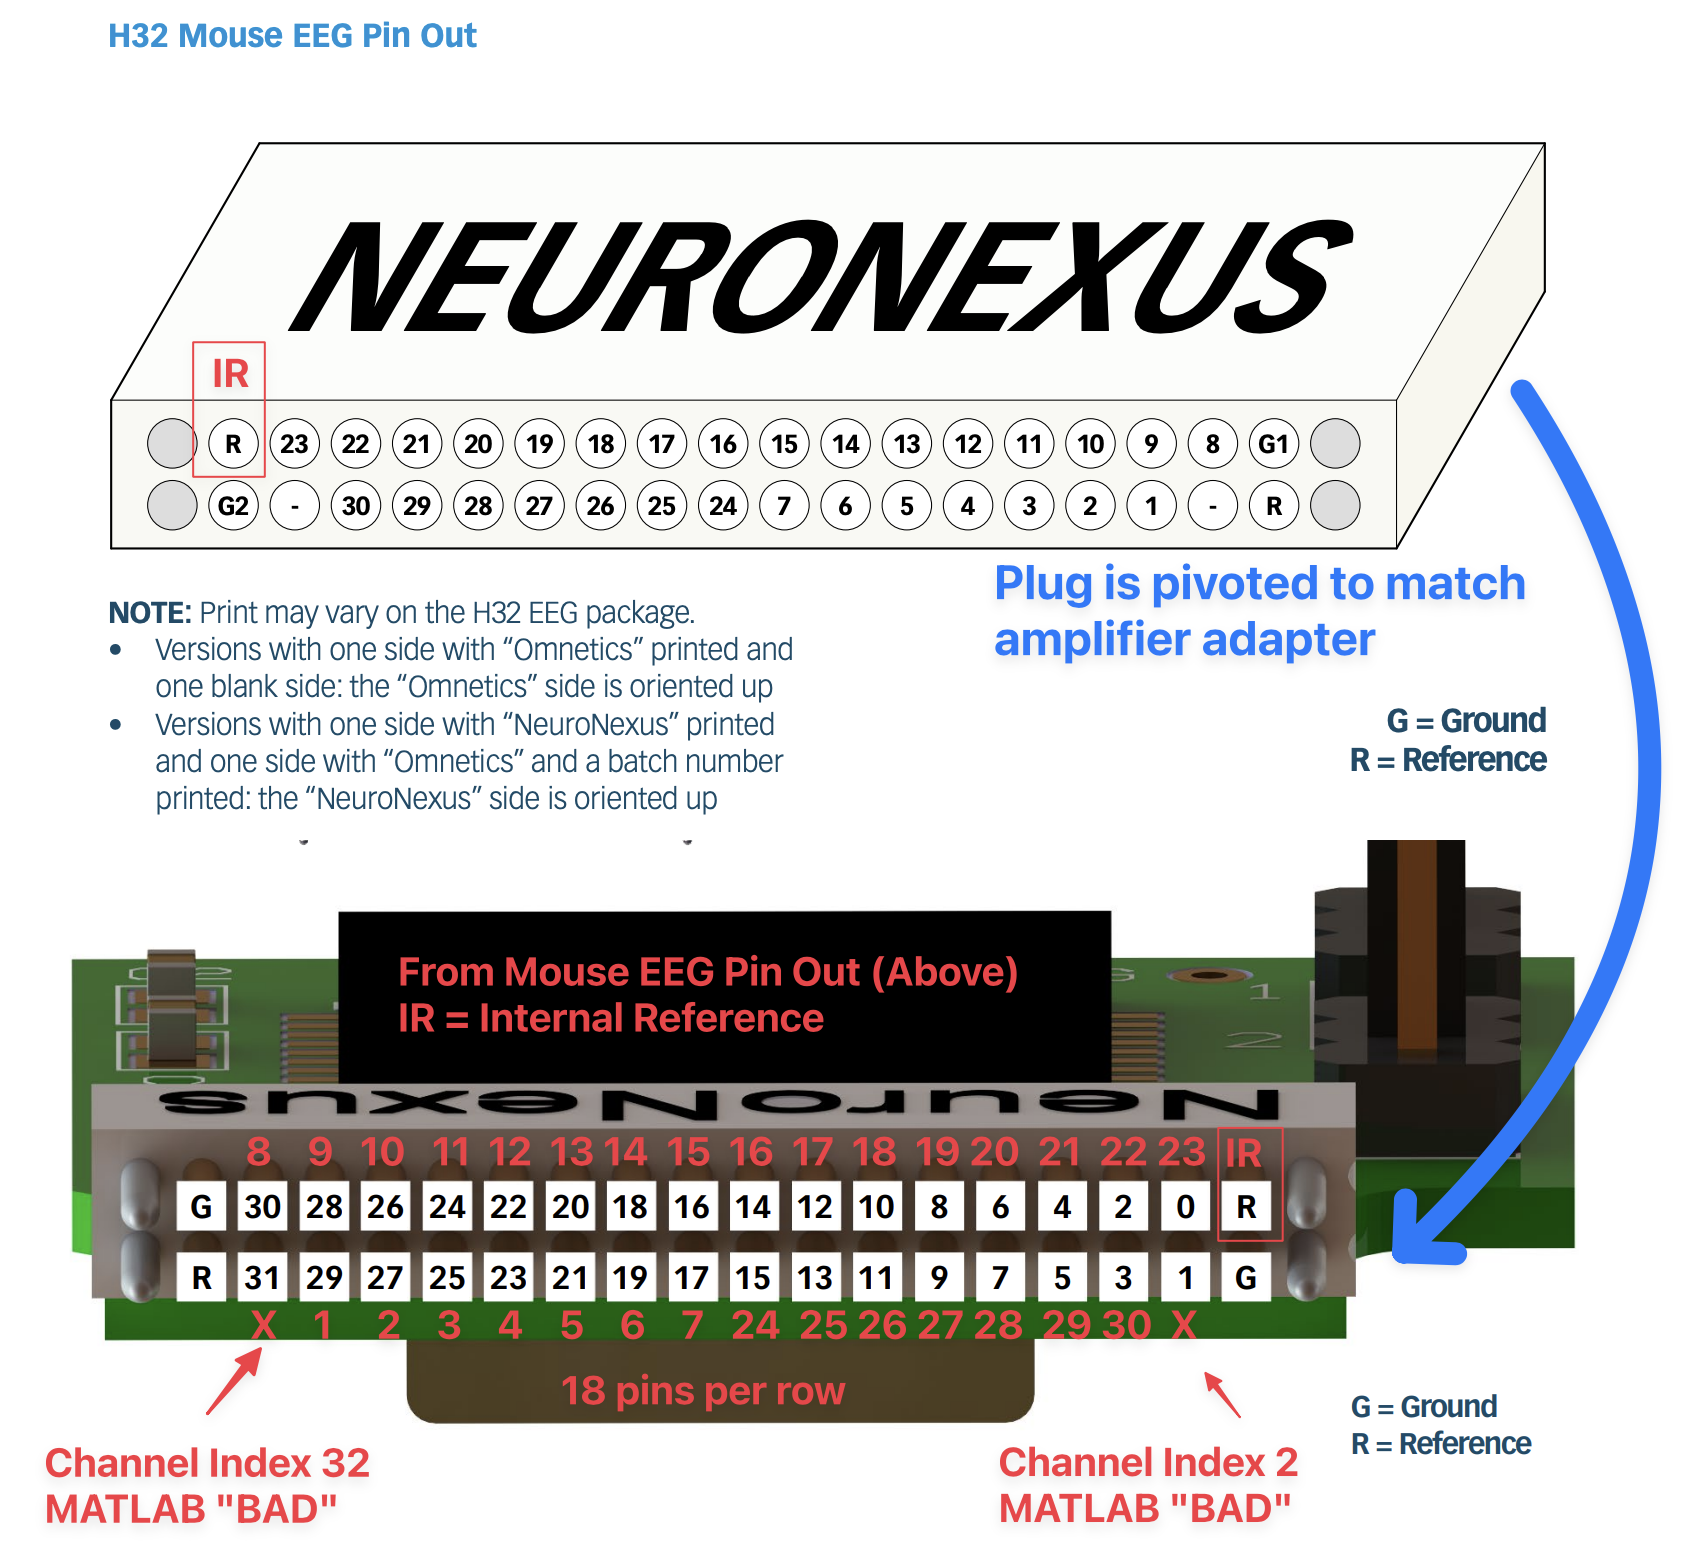 H32 Mouse EEG Pin Out
NEURONEXUS
IR
R 23 22 21 20 19 18 17 16 15 14 13 12 11 10 9 8 G1
G2 - 30 29 28 27 26 25 24 7 6 5 4 3 2 1 - R
Plug is pivoted to match
amplifier adapter
NOTE: Print may vary on the H32 EEG package.
• Versions with one side with “Omnetics” printed and
one blank side: the “Omnetics” side is oriented up
• Versions with one side with “NeuroNexus” printed
and one side with “Omnetics” and a batch number
printed: the “NeuroNexus” side is oriented up
G = Ground
R = Reference
From Mouse EEG Pin Out (Above)
IR = Internal Reference
1
2
NeuroNexus
8 9 10 11 12 13 14 15 16 17 18 19 20 21 22 23 IR
G 30 28 26 24 22 20 18 16 14 12 10 8 6 4 2 0 R
R 31 29 27 25 23 21 19 17 15 13 11 9 7 5 3 1 G
X 1 2 3 4 5 6 7 24 25 26 27 28 29 30 X
18 pins per row
Channel Index 32
MATLAB "BAD"
Channel Index 2
MATLAB "BAD"
G = Ground
R = Reference